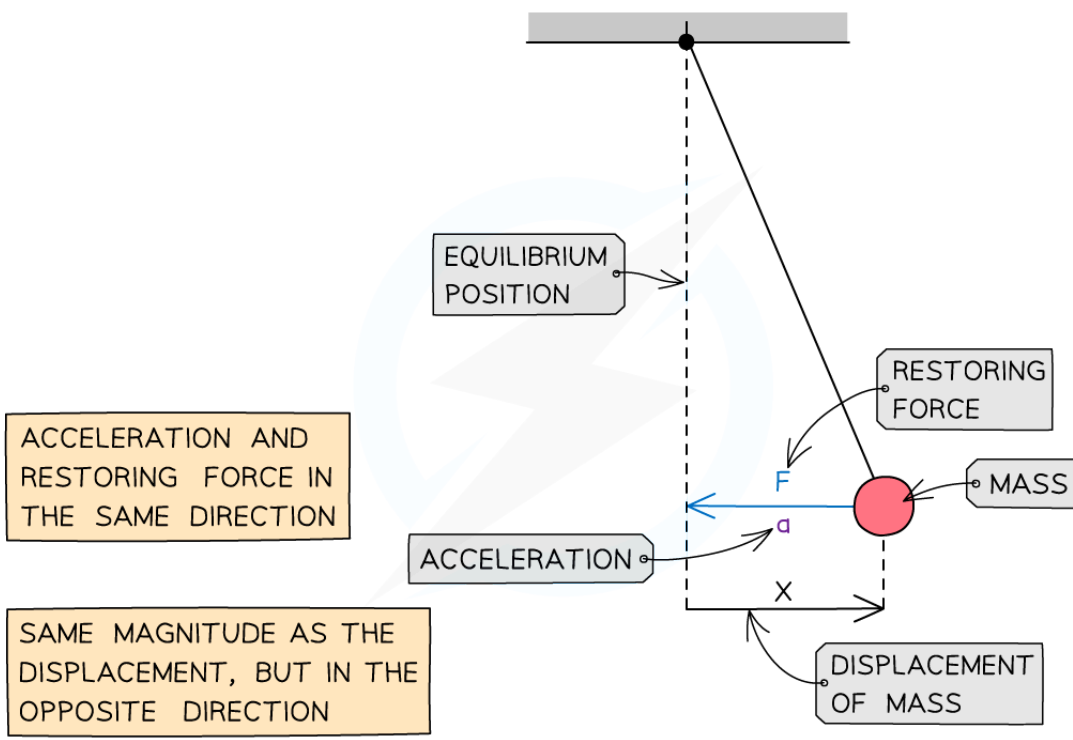 EQUILIBRIUM
POSITION
RESTORING
FORCE
ACCELERATION AND
RESTORING FORCE IN
THE SAME DIRECTION
F
MASS
a
ACCELERATION
X
SAME MAGNITUDE AS THE
DISPLACEMENT, BUT IN THE
OPPOSITE DIRECTION
DISPLACEMENT
OF MASS